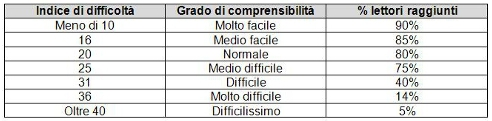 Indice di difficoltà Grado di comprensibilità % lettori raggiunti
Meno di 10 Molto facile 90%
16 Medio facile 85%
20 Normale 80%
25 Medio difficile 75%
31 Difficile 40%
36 Molto difficile 14%
Oltre 40 Difficilissimo 5%